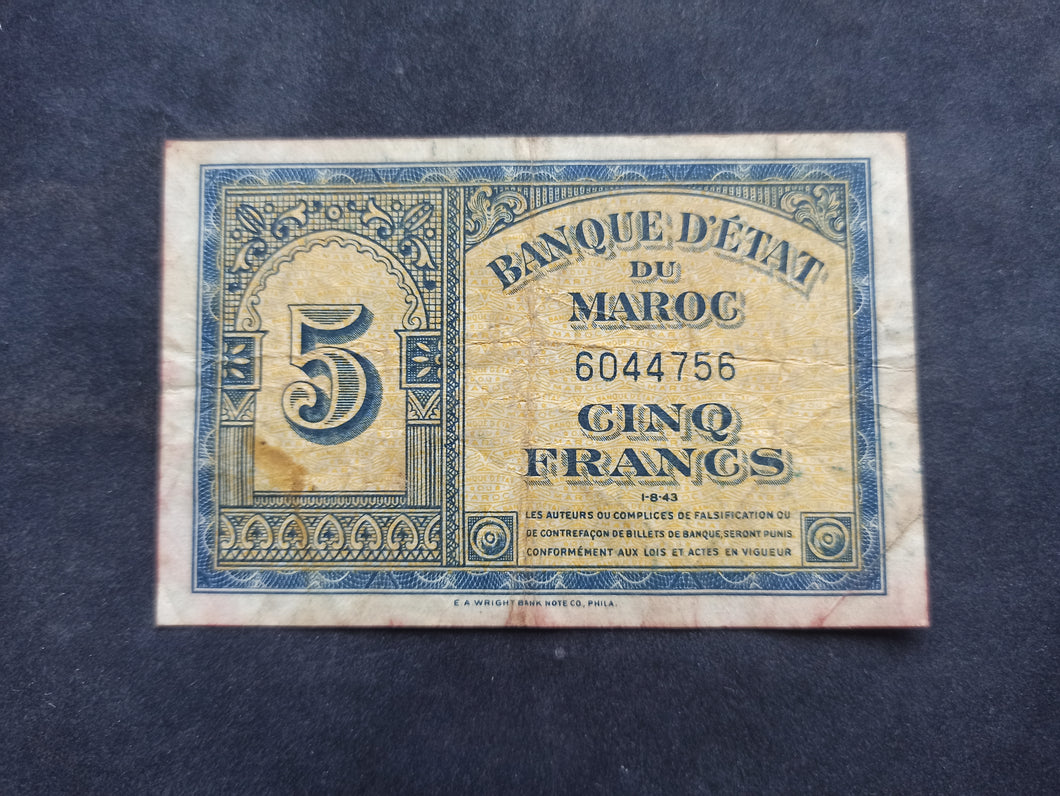 5
BANQUE D'ÉTAT
DU
MAROC
6044756
CINQ
FRANCS
1-8-43
LES AUTEURS OU COMPLICES DE FALSIFICATION OU
DE CONTREFAÇON DE BILLETS DE BANQUE, SERONT PUNIS
CONFORMÉMENT AUX LOIS ET ACTES EN VIGUEUR
E. A. WRIGHT BANK NOTE CO., PHILA.